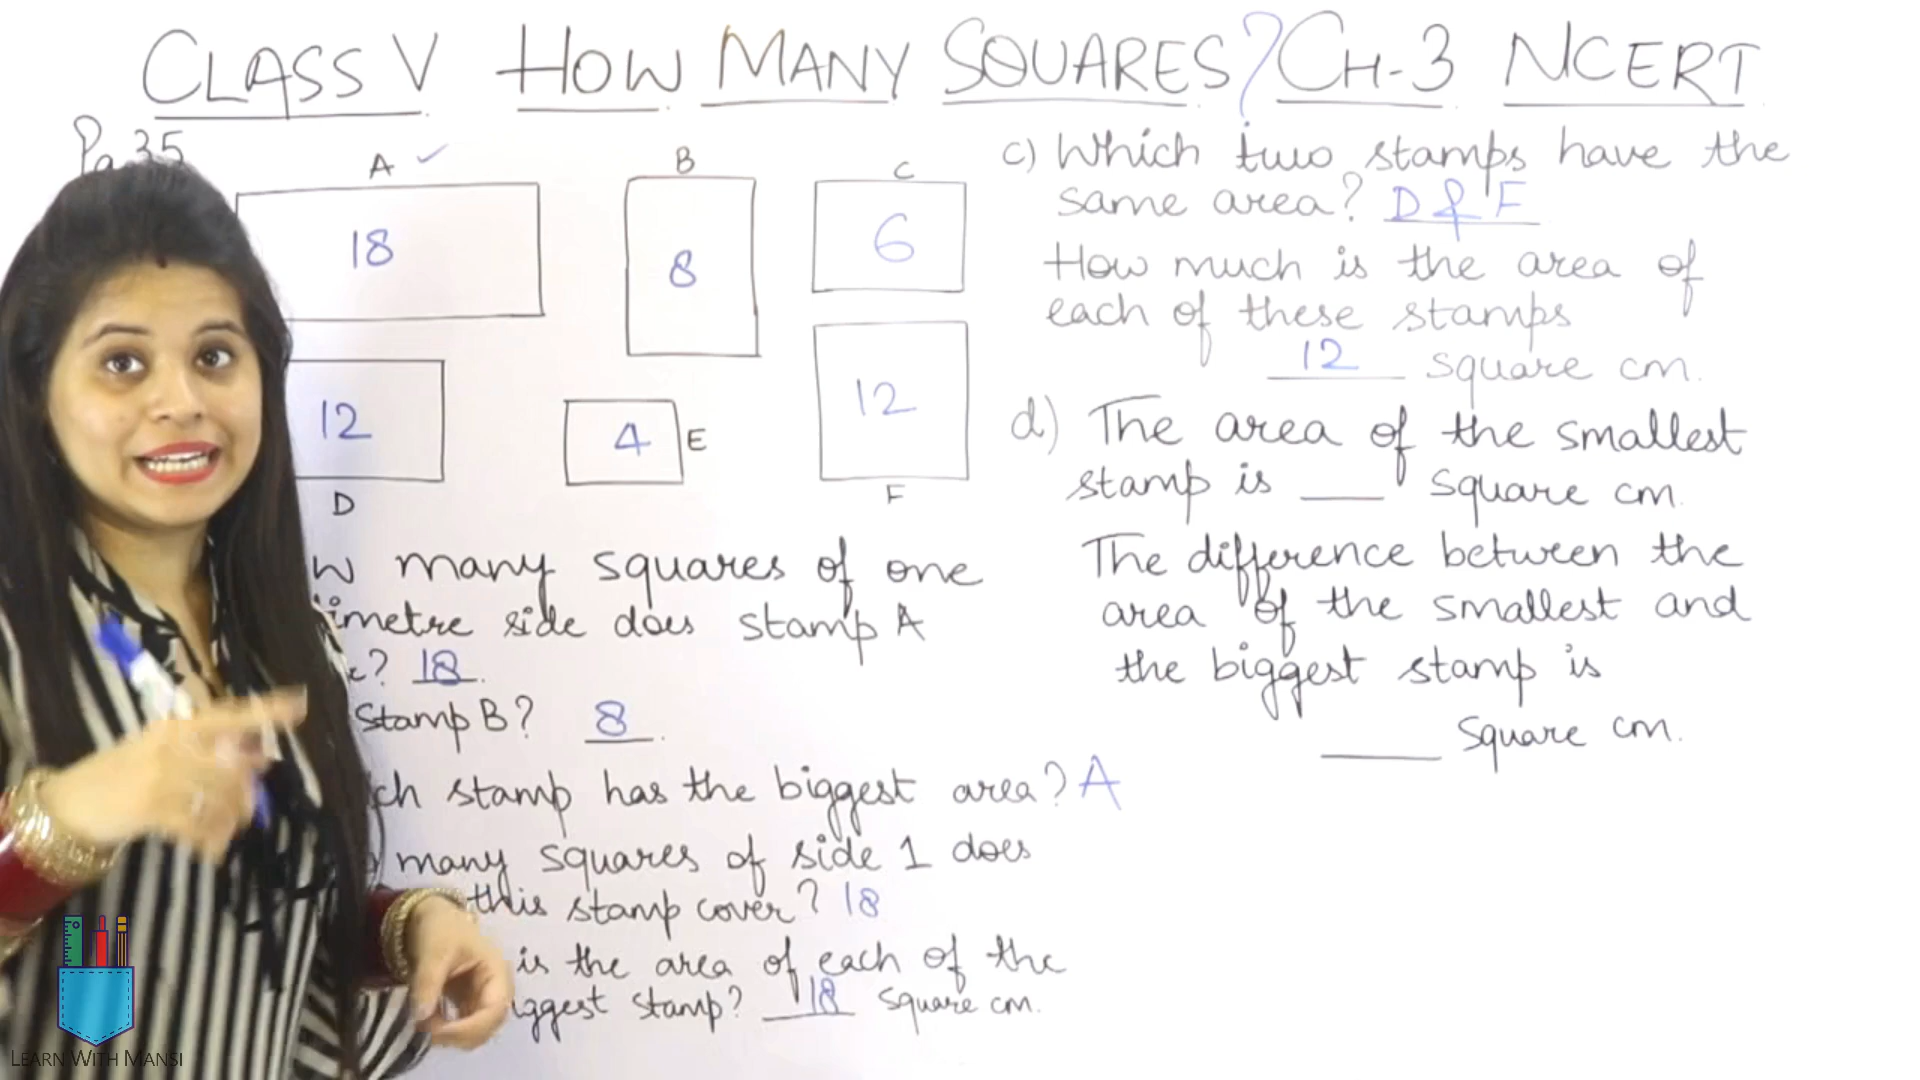 CLASS V HOW MANY SQUARES? CH-3 NCERT
Pg 35
A
18
B
8
C
6
12
D
4
E
12
F
many squares of one
side does stamp A
18
Stamp B? 8
stamp has the biggest area? A
many squares of side 1 does
this stamp cover? 18
is the area of each of the
stamp? 18 square cm.
c) Which two stamps have the
same area? D & F
How much is the area of
each of these stamps
12 square cm.
d) The area of the smallest
stamp is ___ square cm.
The difference between the
area of the smallest and
the biggest stamp is
____ square cm.
LEARN WITH MANSI